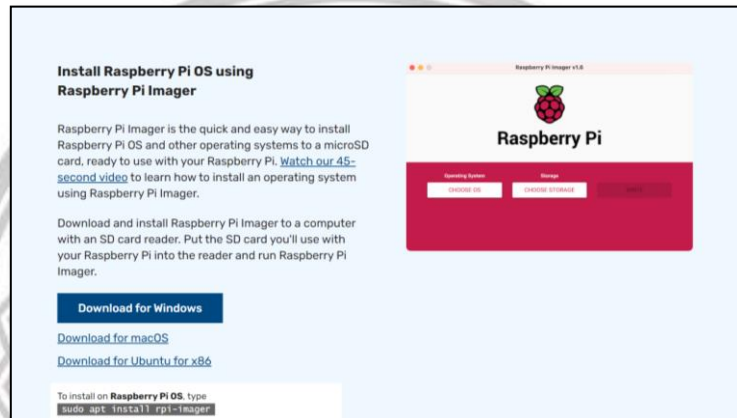 Install Raspberry Pi OS using
Raspberry Pi Imager
Raspberry Pi Imager is the quick and easy way to install
Raspberry Pi OS and other operating systems to a microSD
card, ready to use with your Raspberry Pi. Watch our 45-
second video to learn how to install an operating system
using Raspberry Pi Imager.
Download and install Raspberry Pi Imager to a computer
with an SD card reader. Put the SD card you'll use with
your Raspberry Pi into the reader and run Raspberry Pi
Imager.
Download for Windows
Download for macOS
Download for Ubuntu for x86
To install on Raspberry Pi OS, type
sudo apt install rpi-imager
Raspberry Pi Imager v1.6
Raspberry Pi
Operating System Storage
CHOOSE OS CHOOSE STORAGE